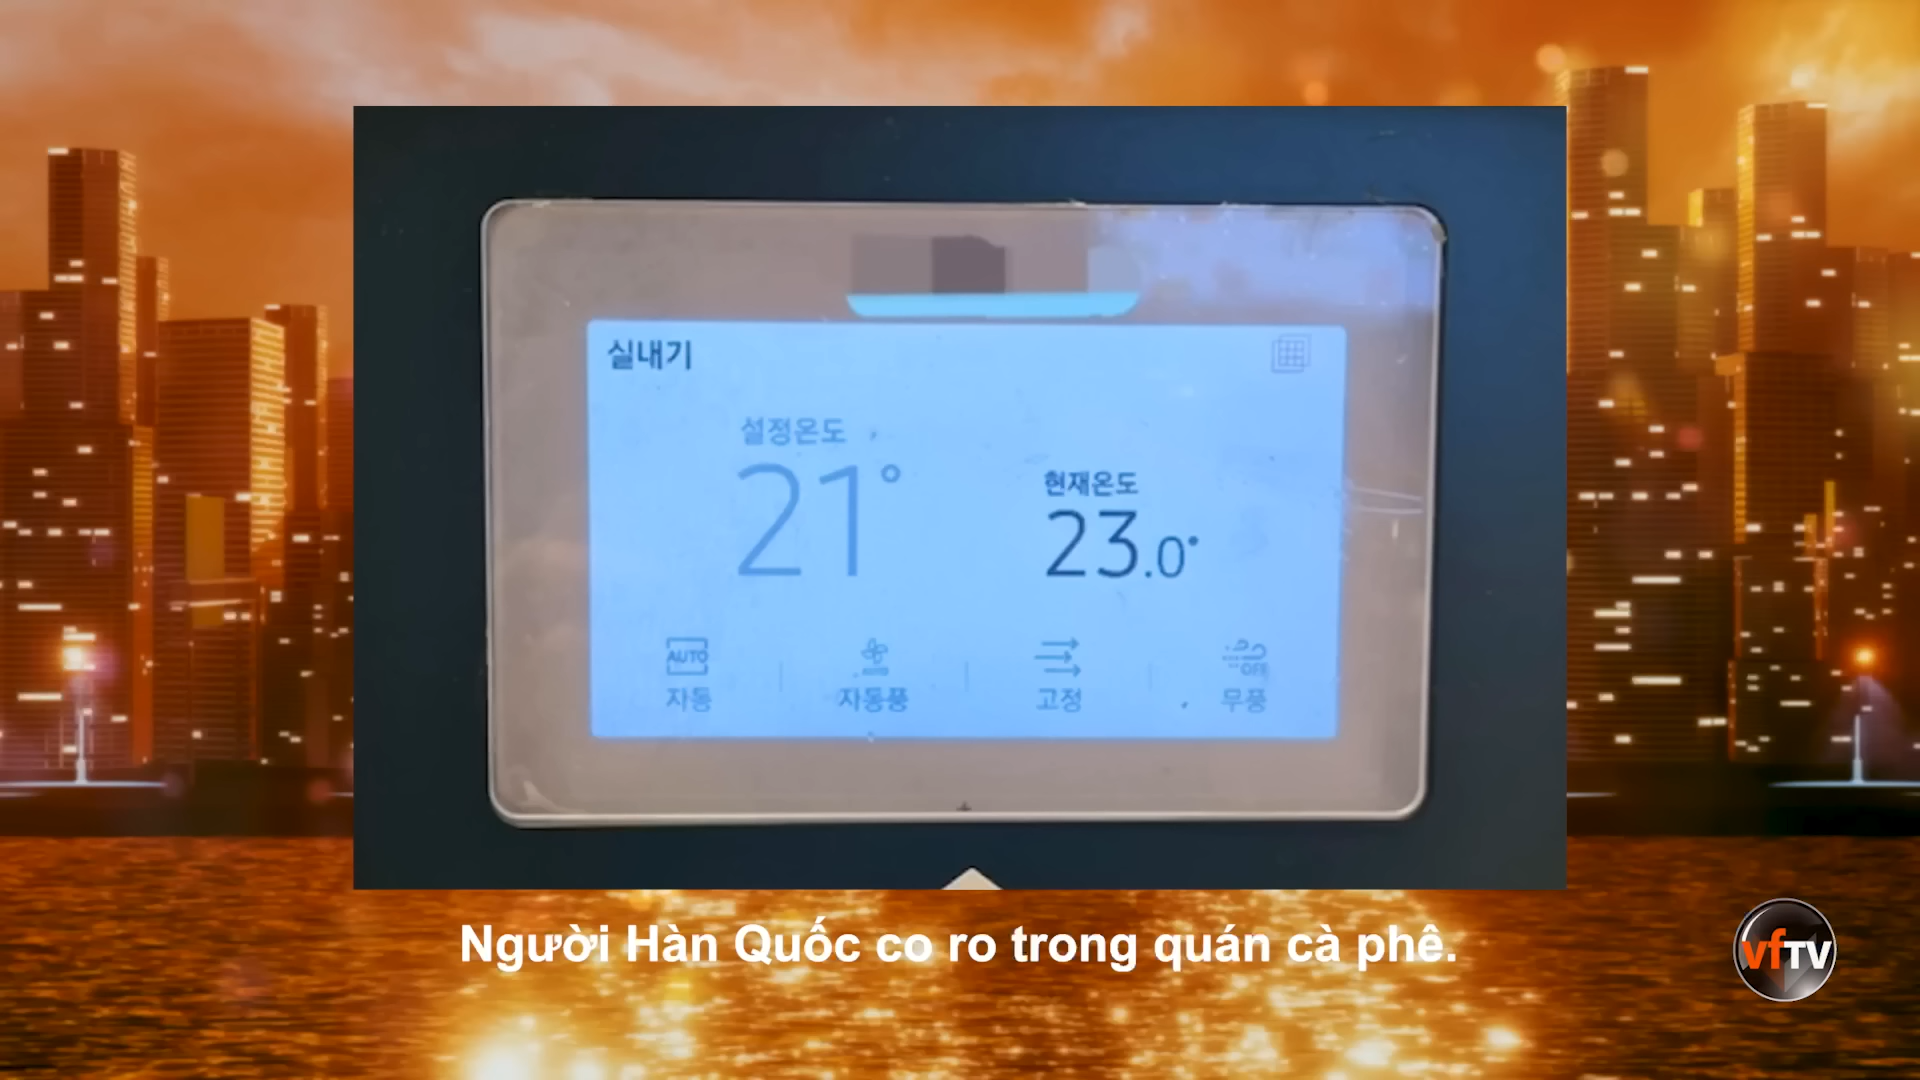 실내기
설정온도
21°
현재온도
23.0°
AUTO
OFF
자동
자동풍
고정
무풍
Người Hàn Quốc co ro trong quán cà phê.
vfTV